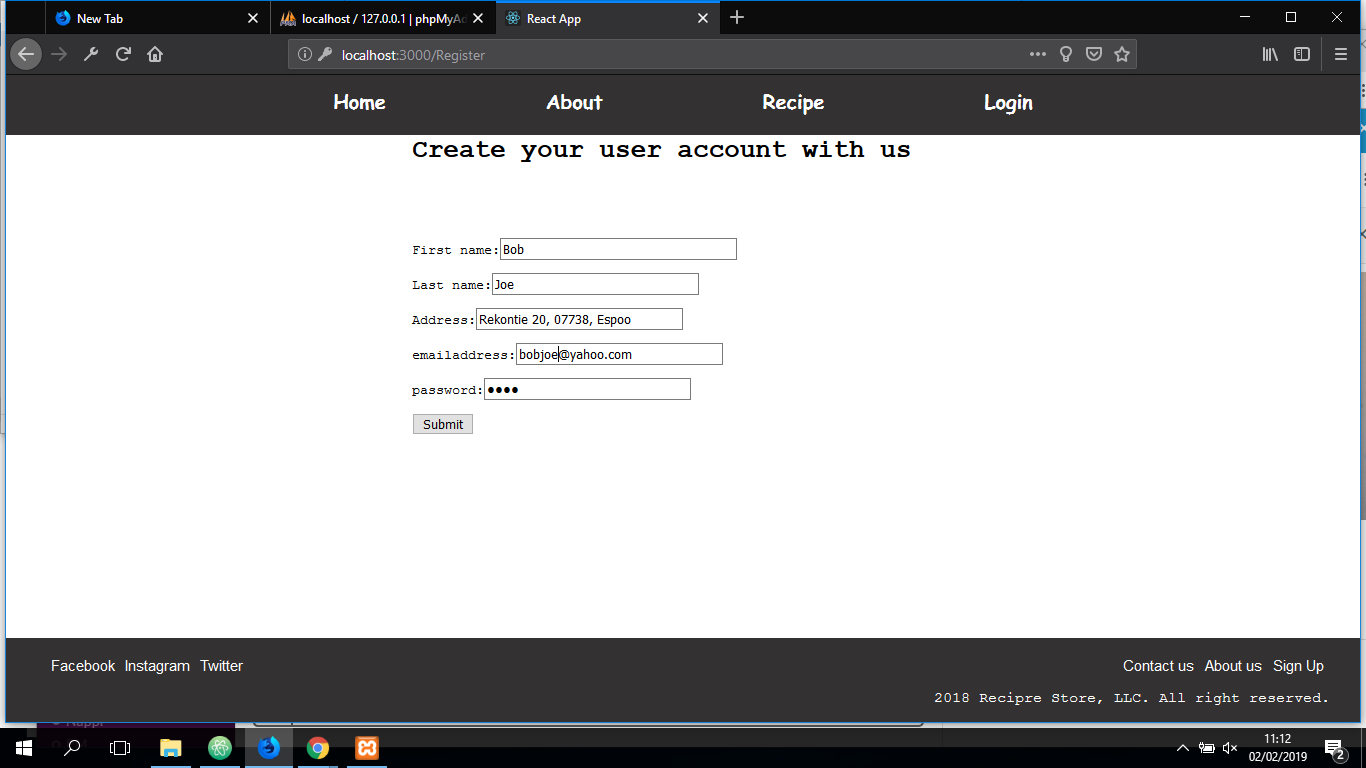 New Tab
localhost / 127.0.0.1 | phpMyAd
React App
localhost:3000/Register
Home About Recipe Login
Create your user account with us
First name: Bob
Last name: Joe
Address: Rekontie 20, 07738, Espoo
emailaddress: bobjoe@yahoo.com
password: ••••
Submit
Facebook Instagram Twitter
Contact us About us Sign Up
2018 Recipre Store, LLC. All right reserved.
11:12
02/02/2019
2